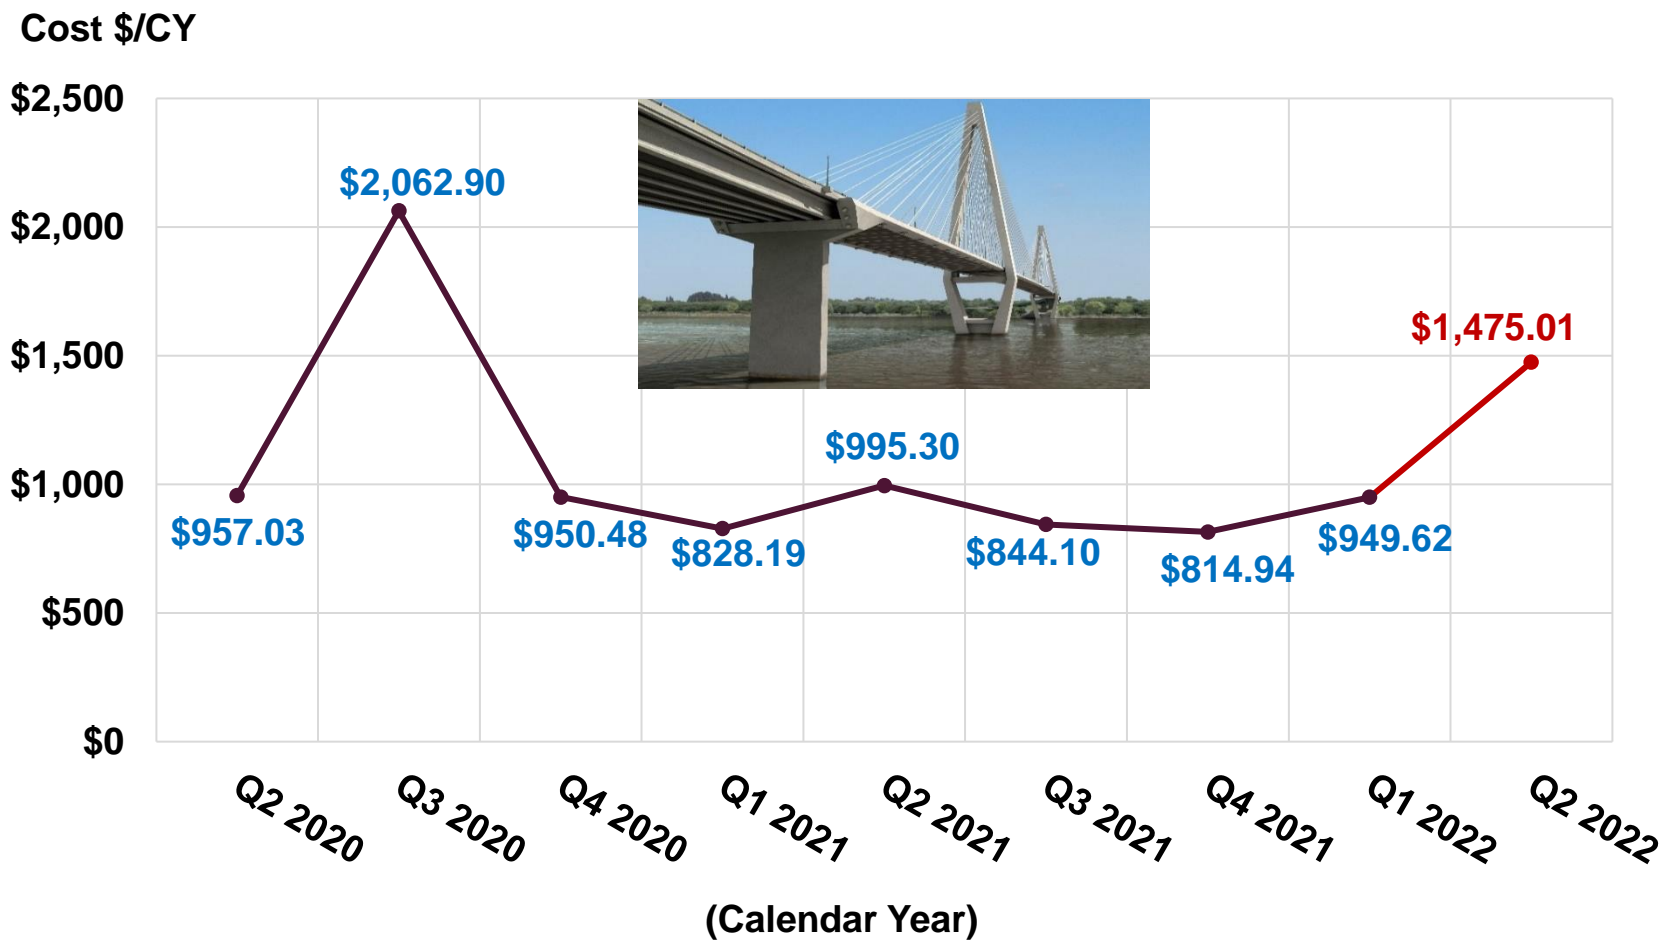 Cost $/CY
$2,500
$2,000
$1,500
$1,000
$500
$0
$957.03
$2,062.90
$950.48
$828.19
$995.30
$844.10
$814.94
$949.62
$1,475.01
Q2 2020
Q3 2020
Q4 2020
Q1 2021
Q2 2021
Q3 2021
Q4 2021
Q1 2022
Q2 2022
(Calendar Year)